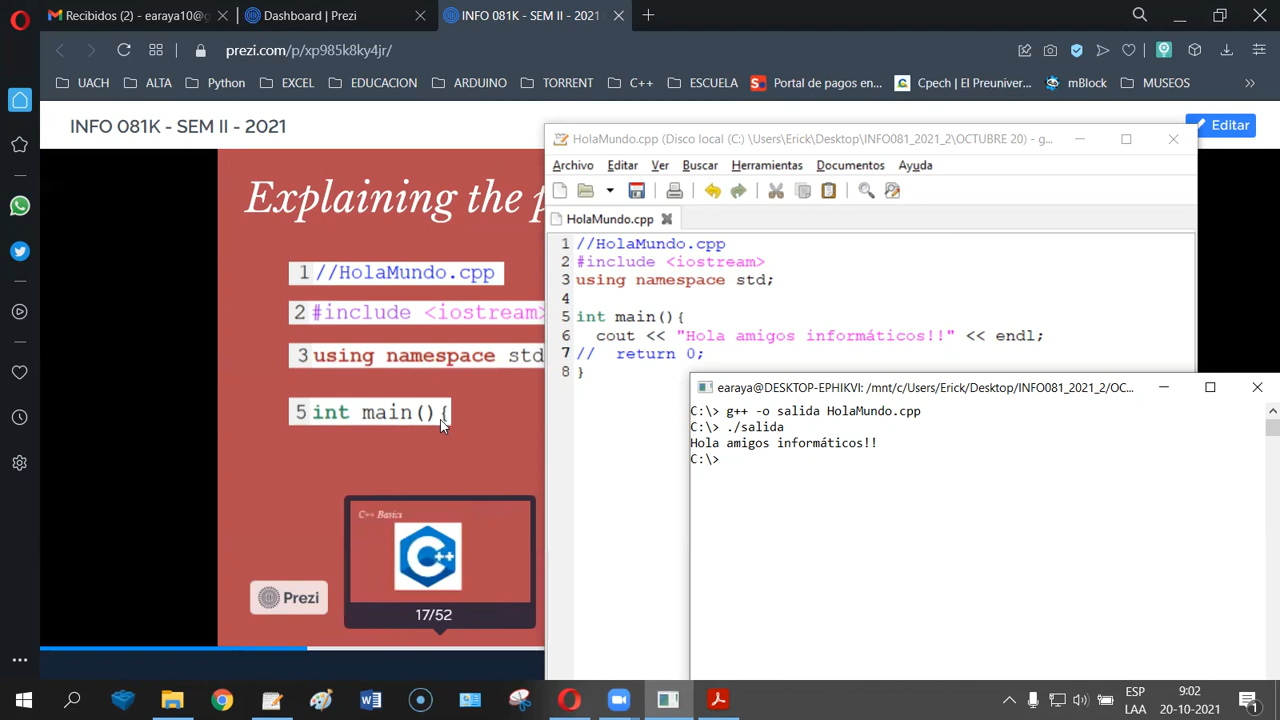 Recibidos (2) - earaya10@g
Dashboard | Prezi
INFO 081K - SEM II - 2021
prezi.com/p/xp985k8ky4jr/
UACH
ALTA
Python
EXCEL
EDUCACION
ARDUINO
TORRENT
C++
ESCUELA
Portal de pagos en...
Cpech | El Preuniver...
mBlock
MUSEOS
INFO 081K - SEM II - 2021
Editar
Explaining the p
1 //HolaMundo.cpp
2 #include <iostream>
3 using namespace std
5 int main(){
C++ Basics
C++
17/52
Prezi
HolaMundo.cpp (Disco local (C:) \Users\Erick\Desktop\INFO081_2021_2\OCTUBRE 20) - g...
Archivo Editar Ver Buscar Herramientas Documentos Ayuda
HolaMundo.cpp
1 //HolaMundo.cpp
2 #include <iostream>
3 using namespace std;
4
5 int main(){
6 cout << "Hola amigos informáticos!!" << endl;
7 // return 0;
8 }
earaya@DESKTOP-EPHIKVI: /mnt/c/Users/Erick/Desktop/INFO081_2021_2/OC...
C:\> g++ -o salida HolaMundo.cpp
C:\> ./salida
Hola amigos informáticos!!
C:\>
ESP
LAA
9:02
20-10-2021
1